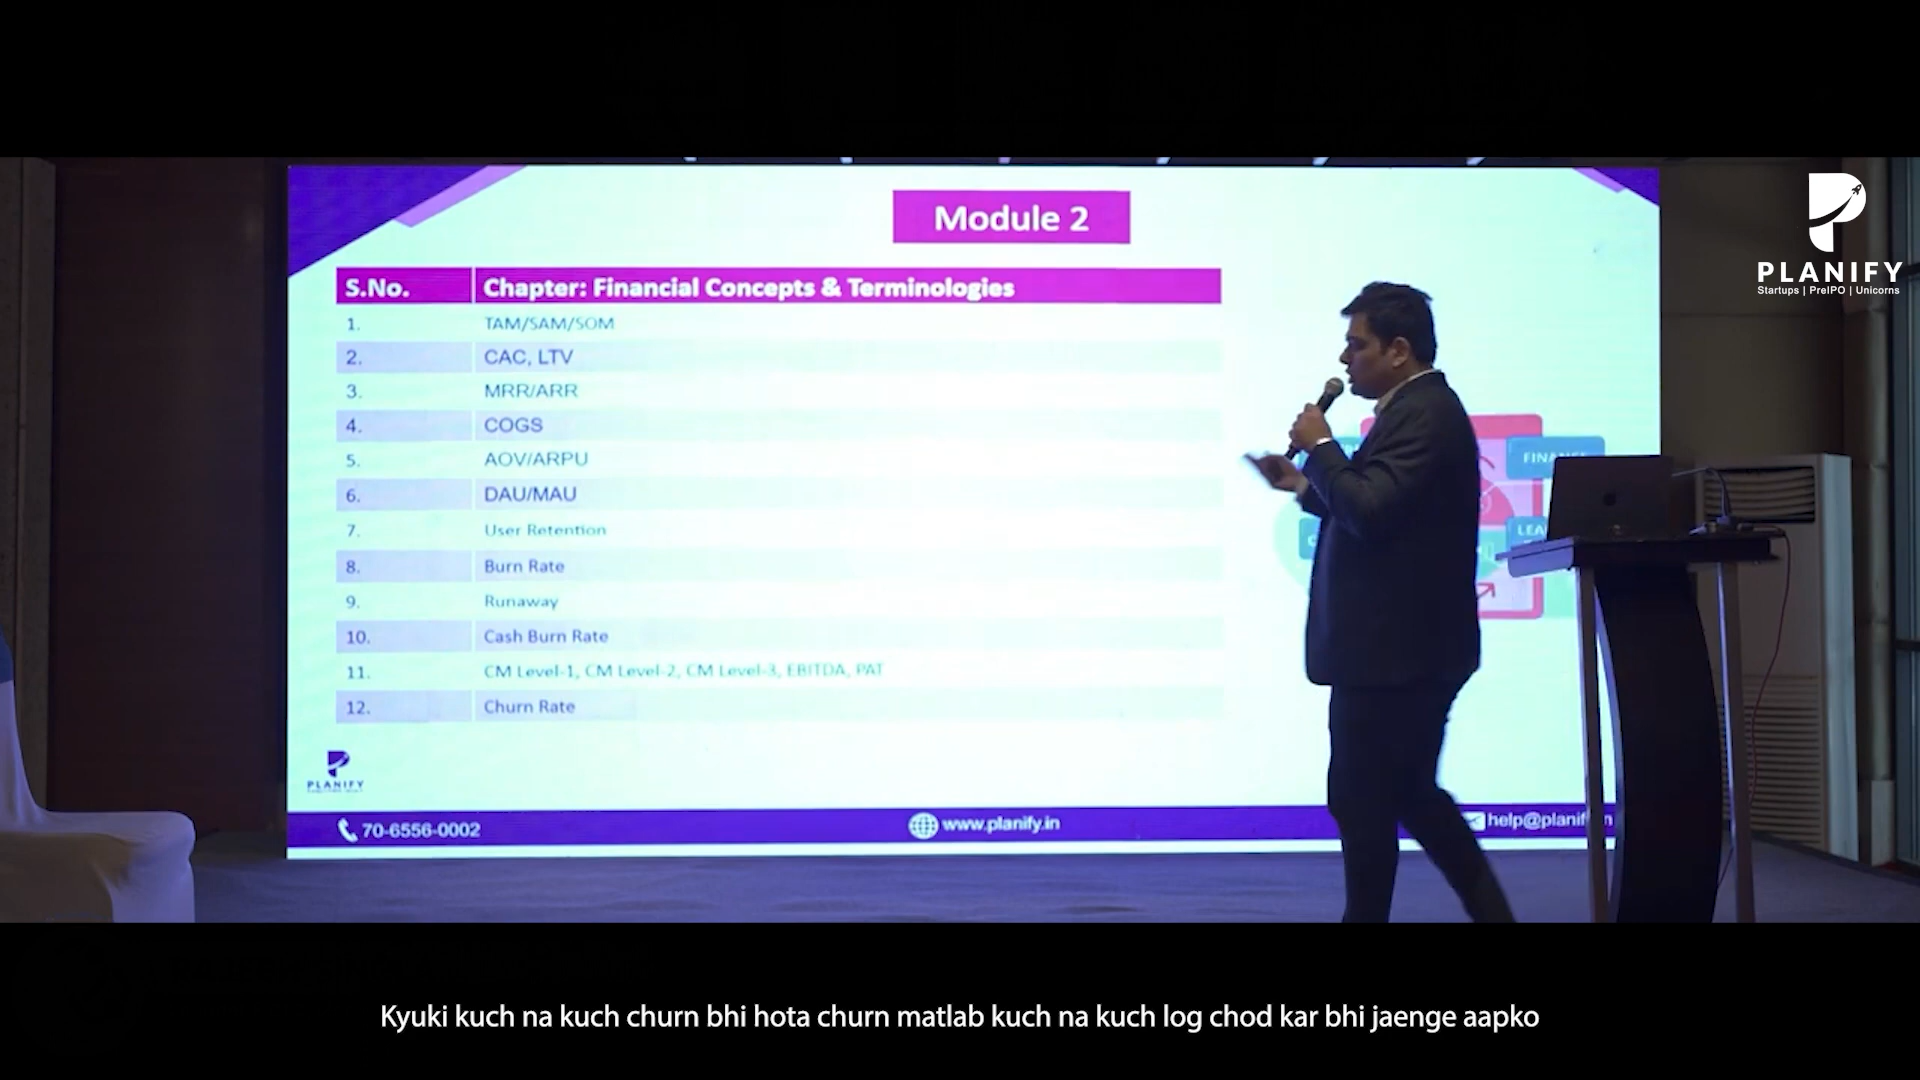 Module 2
S.No. Chapter: Financial Concepts & Terminologies
1. TAM/SAM/SOM
2. CAC, LTV
3. MRR/ARR
4. COGS
5. AOV/ARPU
6. DAU/MAU
7. User Retention
8. Burn Rate
9. Runaway
10. Cash Burn Rate
11. CM Level-1, CM Level-2, CM Level-3, EBITDA, PAT
12. Churn Rate
PLANIFY
Startups | PreIPO | Unicorns
PLANIFY
70-6556-0002
www.planify.in
Kyuki kuch na kuch churn bhi hota churn matlab kuch na kuch log chod kar bhi jaenge aapko